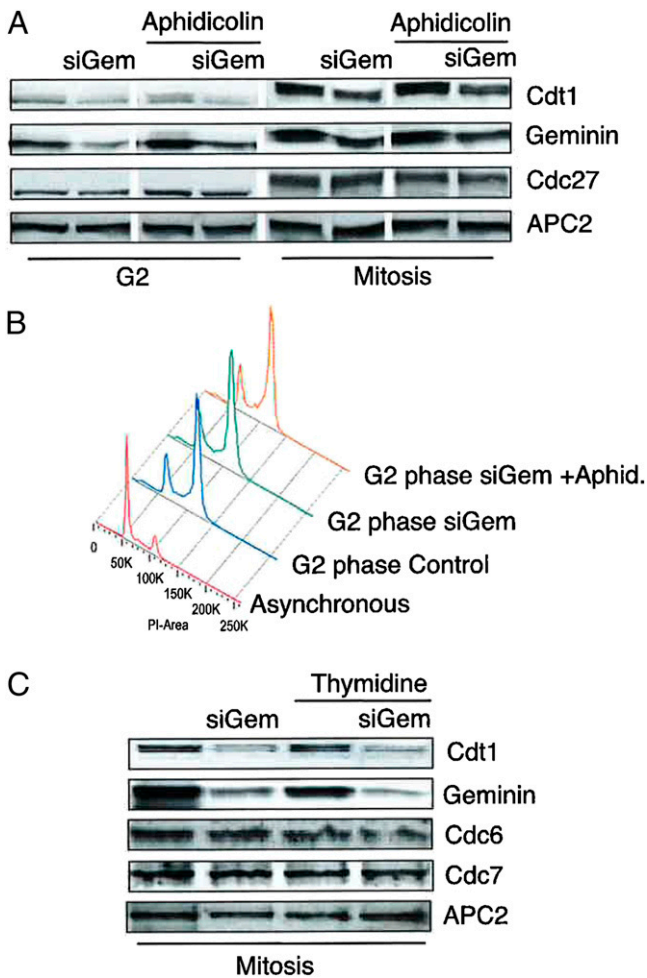 A
Aphidicolin Aphidicolin
siGem siGem siGem siGem
Cdt1
Geminin
Cdc27
APC2
G2 Mitosis
B
G2 phase siGem +Aphid.
G2 phase siGem
G2 phase Control
Asynchronous
0 50K 100K 150K 200K 250K
PI-Area
C
Thymidine
siGem siGem
Cdt1
Geminin
Cdc6
Cdc7
APC2
Mitosis